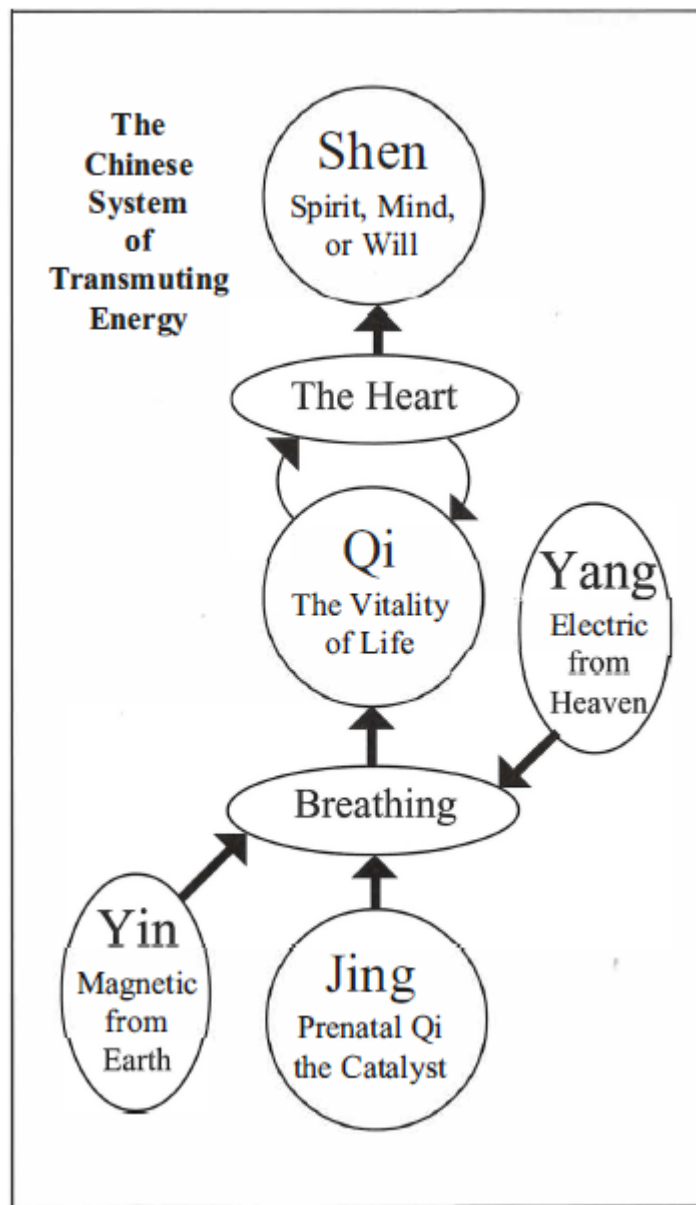 The
Chinese
System
of
Transmuting
Energy
Shen
Spirit, Mind,
or Will
The Heart
Qi
The Vitality
of Life
Yang
Electric
from
Heaven
Breathing
Yin
Magnetic
from
Earth
Jing
Prenatal Qi
the Catalyst